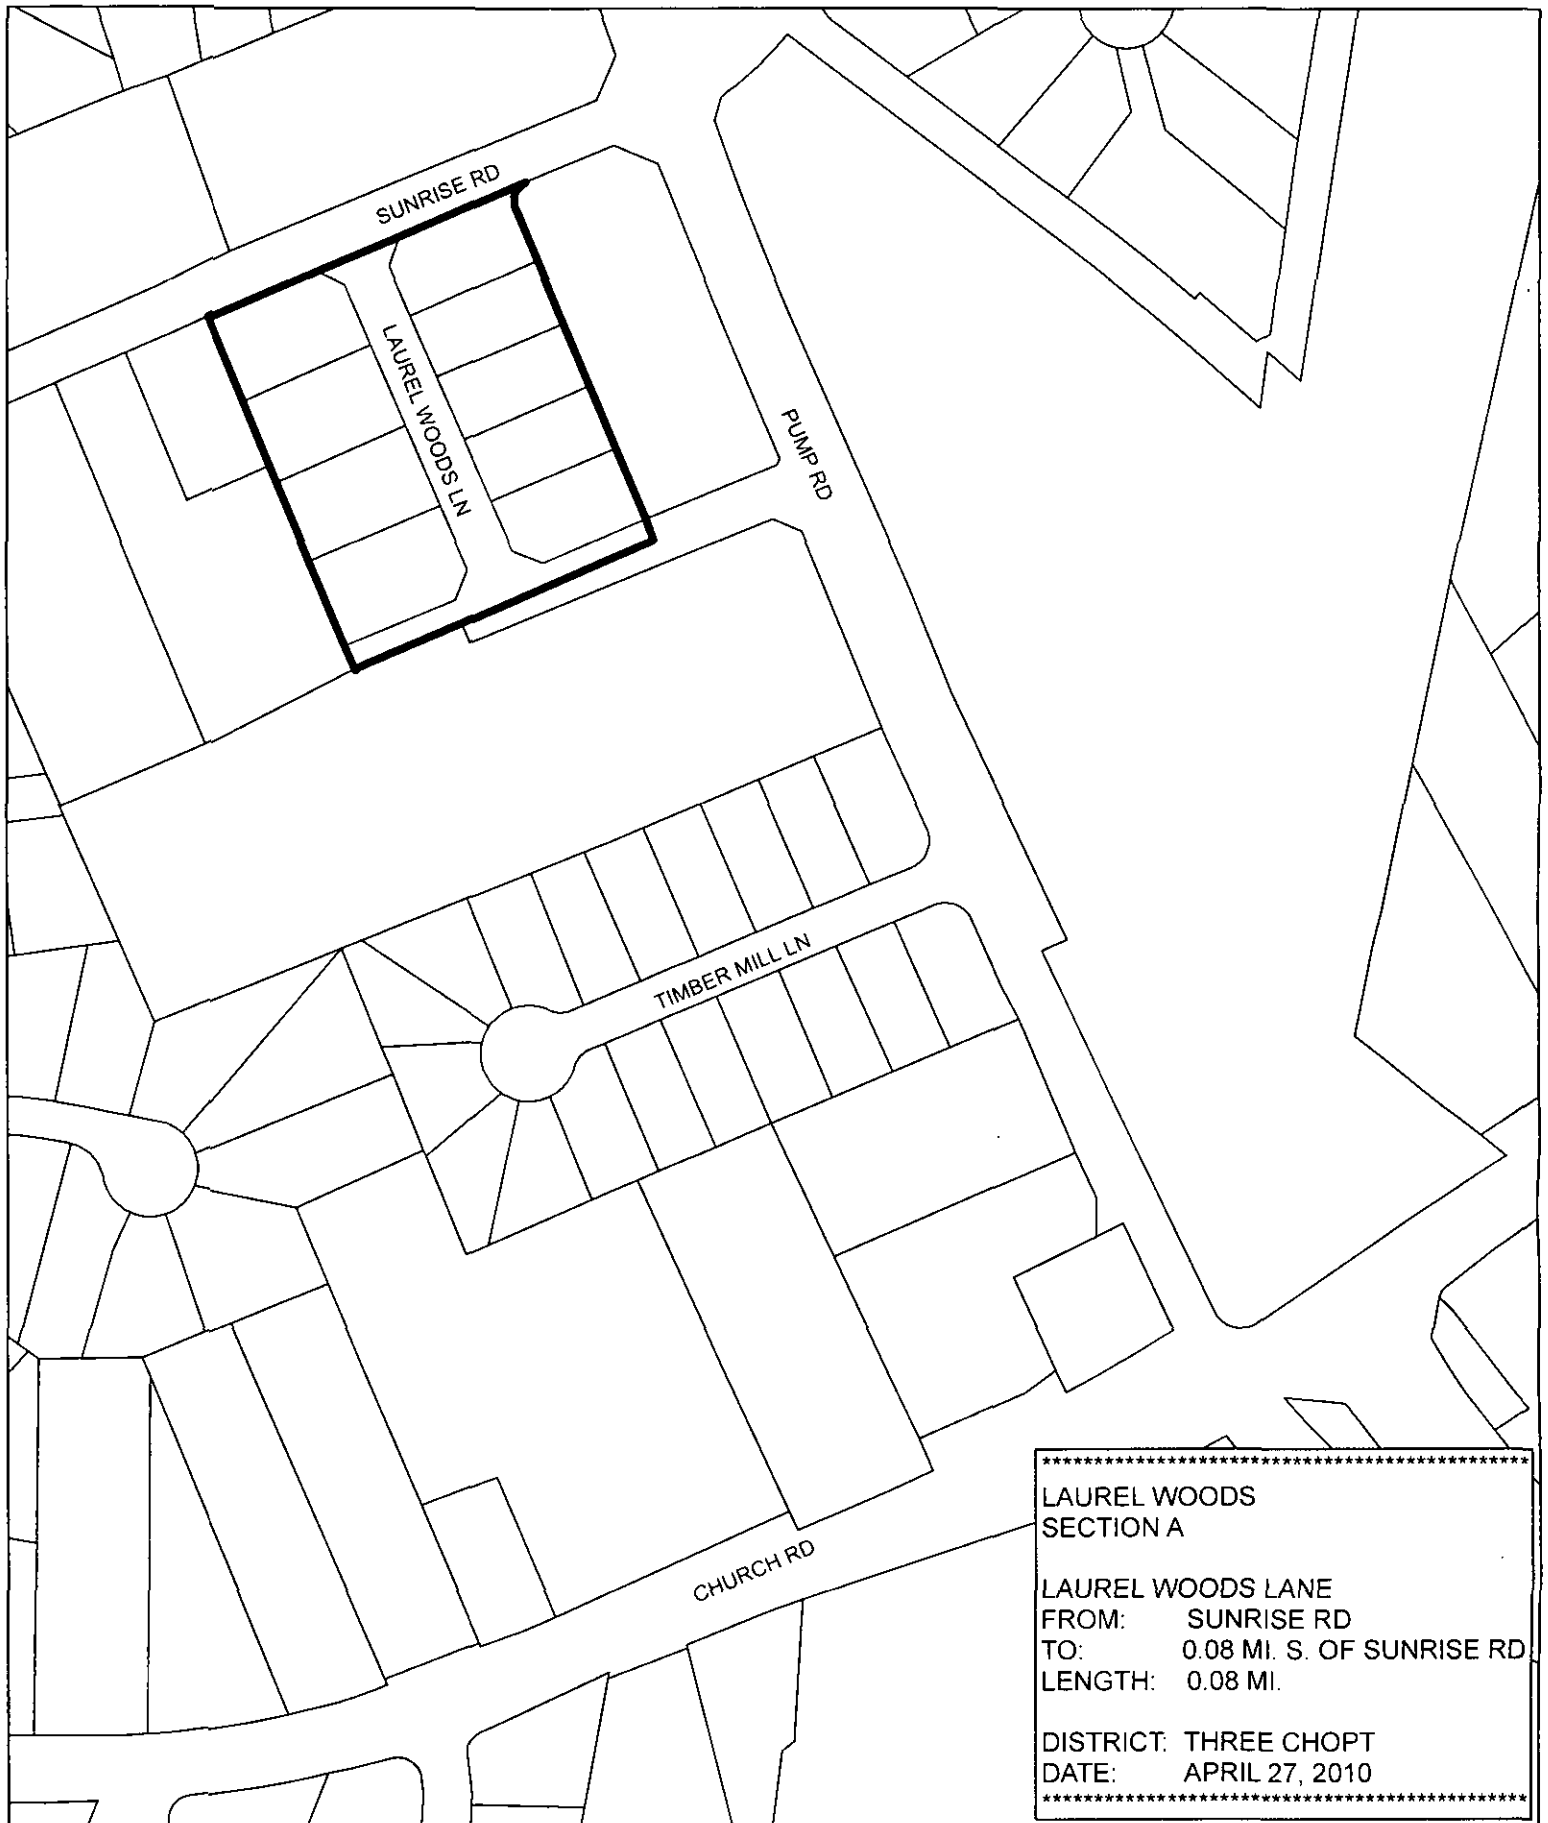 SUNRISE RD
LAUREL WOODS LN
PUMP RD
TIMBER MILL LN
CHURCH RD
************************************************
LAUREL WOODS
SECTION A
LAUREL WOODS LANE
FROM: SUNRISE RD
TO: 0.08 MI. S. OF SUNRISE RD
LENGTH: 0.08 MI.
DISTRICT: THREE CHOPT
DATE: APRIL 27, 2010
************************************************